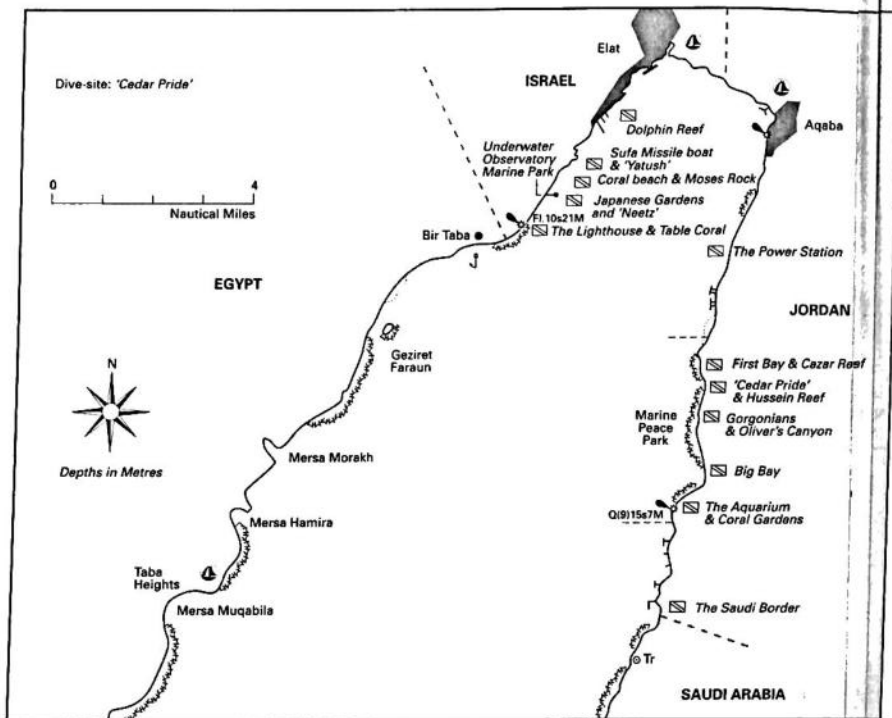 Elat
ISRAEL
Dive-site: 'Cedar Pride'
Aqaba
Dolphin Reef
Underwater
Observatory
Marine Park
Sufa Missile boat
& 'Yatush'
Coral beach & Moses Rock
0 4
Nautical Miles
Japanese Gardens
and 'Neetz'
Fl.10s21M
The Lighthouse & Table Coral
Bir Taba
The Power Station
EGYPT
JORDAN
Geziret
Faraun
N
First Bay & Cazar Reef
'Cedar Pride'
& Hussein Reef
Marine
Peace
Park
Gorgonians
& Oliver's Canyon
Depths in Metres
Mersa Morakh
Big Bay
Q(9)15s7M
The Aquarium
& Coral Gardens
Mersa Hamira
Taba
Heights
Mersa Muqabila
The Saudi Border
Tr
SAUDI ARABIA